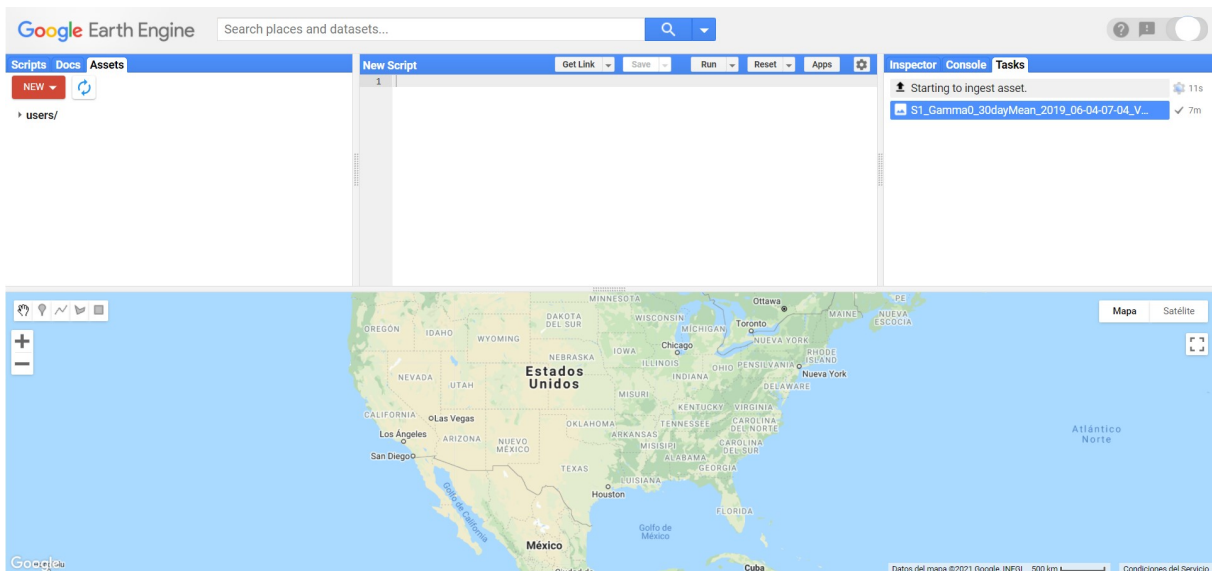 Google Earth Engine
Search places and datasets...
Scripts Docs Assets
NEW
users/
New Script
Get Link
Save
Run
Reset
Apps
1
Inspector Console Tasks
Starting to ingest asset.
11s
S1_Gamma0_30dayMean_2019_06-04-07-04_V...
7m
Mapa
Satélite
MINNESOTA
Ottawa
PE
DAKOTA
DEL SUR
WISCONSIN
MAINE
NUEVA
ESCOCIA
OREGÓN
IDAHO
MÍCHIGAN
Toronto
WYOMING
NUEVA YORK
Chicago
IOWA
RHODE
ISLAND
NEBRASKA
ILLINOIS
OHIO
PENSILVANIA
Estados
Unidos
INDIANA
Nueva York
NEVADA
UTAH
DELAWARE
MISURI
KENTUCKY
VIRGINIA
CALIFORNIA
Las Vegas
OKLAHOMA
TENNESSEE
CAROLINA
DEL NORTE
Los Ángeles
ARIZONA
NUEVO
MÉXICO
ARKANSAS
Atlántico
Norte
San Diego
MISISIPI
CAROLINA
DEL SUR
ALABAMA
TEXAS
GEORGIA
LUISIANA
Houston
Golfo de
California
FLORIDA
Golfo de
México
México
Cuba
Google
Datos del mapa ©2021 Google, INEGI
500 km
Condiciones del Servicio